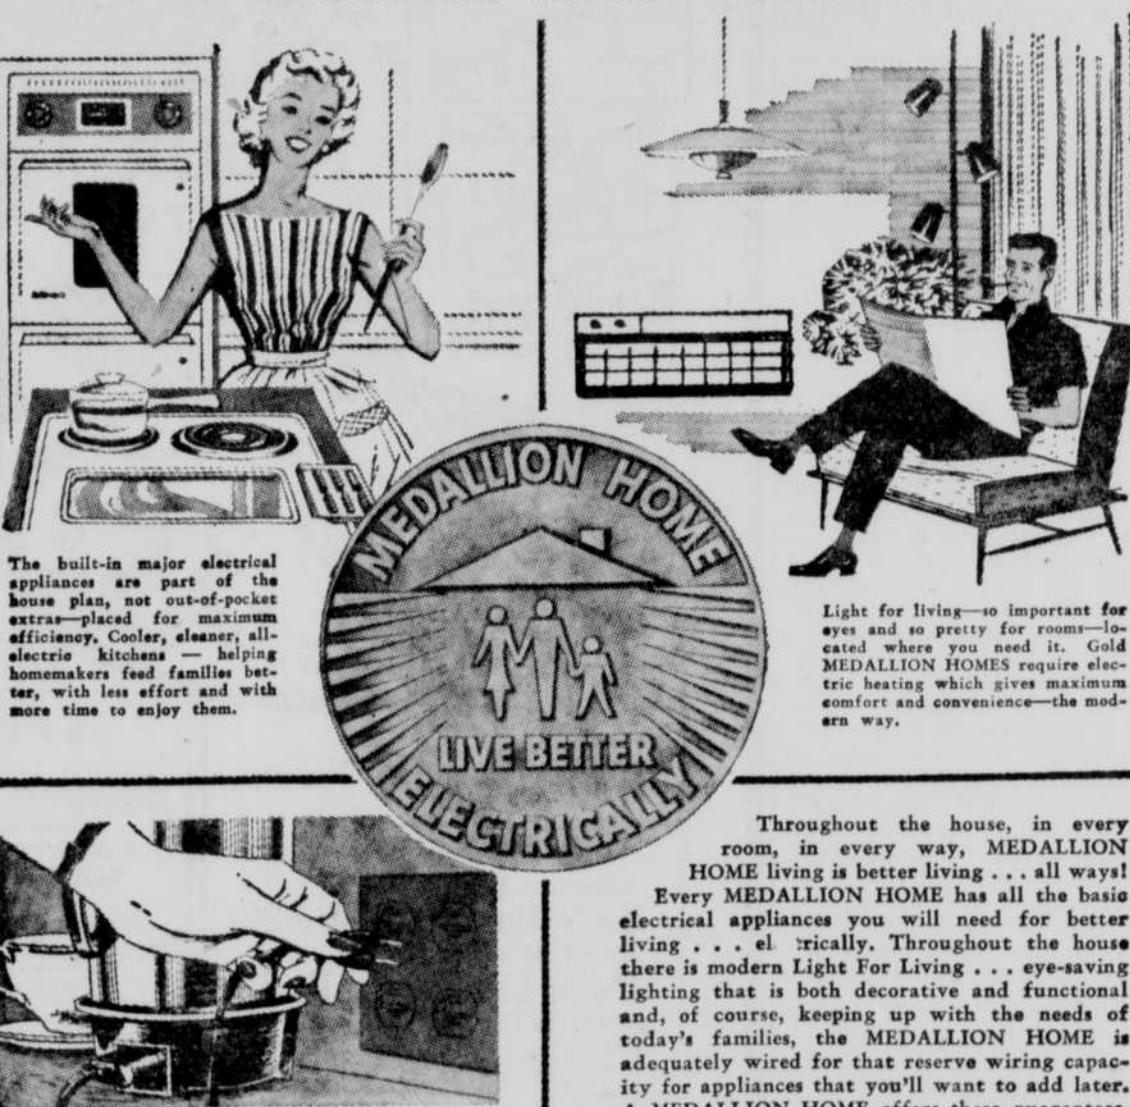 The built-in major electrical
appliances are part of the
house plan, not out-of-pocket
extras—placed for maximum
efficiency. Cooler, cleaner, all-
electric kitchens — helping
homemakers feed families bet-
ter, with less effort and with
more time to enjoy them.
MEDALLION HOME
LIVE BETTER
ELECTRICALLY
Light for living—so important for
eyes and so pretty for rooms—lo-
cated where you need it. Gold
MEDALLION HOMES require elec-
tric heating which gives maximum
comfort and convenience—the mod-
ern way.
Throughout the house, in every
room, in every way, MEDALLION
HOME living is better living . . . all ways!
Every MEDALLION HOME has all the basic
electrical appliances you will need for better
living . . . el trically. Throughout the house
there is modern Light For Living . . . eye-saving
lighting that is both decorative and functional
and, of course, keeping up with the needs of
today's families, the MEDALLION HOME is
adequately wired for that reserve wiring capac-
ity for appliances that you'll want to add later.
A MEDALLION HOME offers these